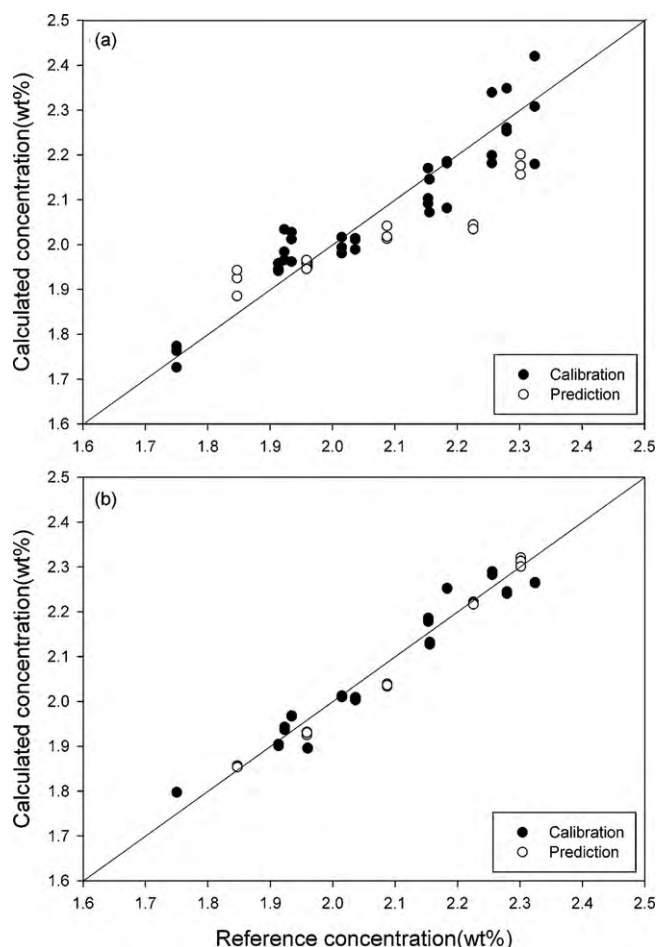 (a)
Calculated concentration(wt%)
2.5
2.4
2.3
2.2
2.1
2.0
1.9
1.8
1.7
1.6
Calibration
Prediction
1.6 1.7 1.8 1.9 2.0 2.1 2.2 2.3 2.4 2.5
(b)
Calculated concentration(wt%)
2.5
2.4
2.3
2.2
2.1
2.0
1.9
1.8
1.7
1.6
Calibration
Prediction
1.6 1.7 1.8 1.9 2.0 2.1 2.2 2.3 2.4 2.5
Reference concentration(wt%)